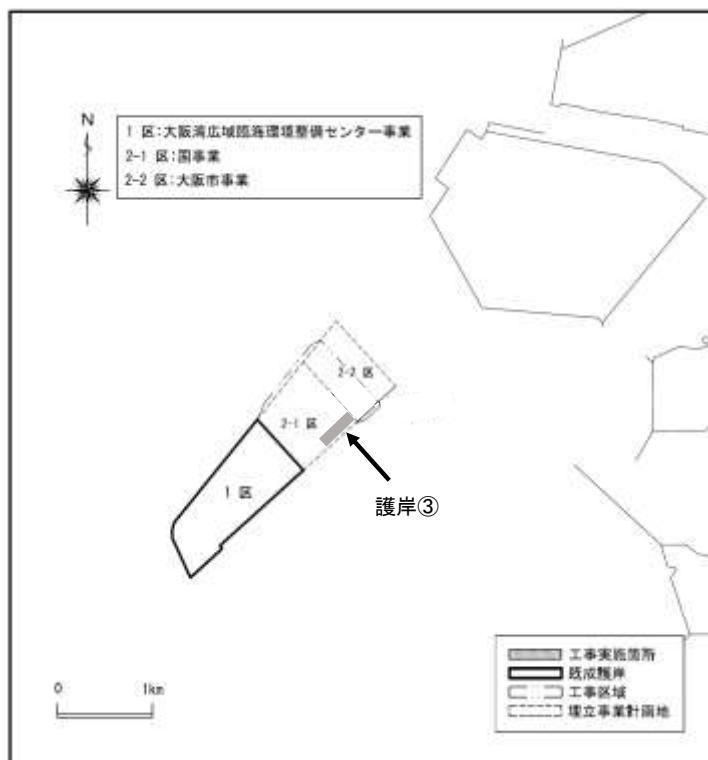 N
1 区:大阪湾広域臨海環境整備センター事業
2-1 区:国事業
2-2 区:大阪市事業
2-2 区
2-1 区
1 区
護岸③
0 1km
工事実施箇所
既成護岸
工事区域
埋立事業計画地